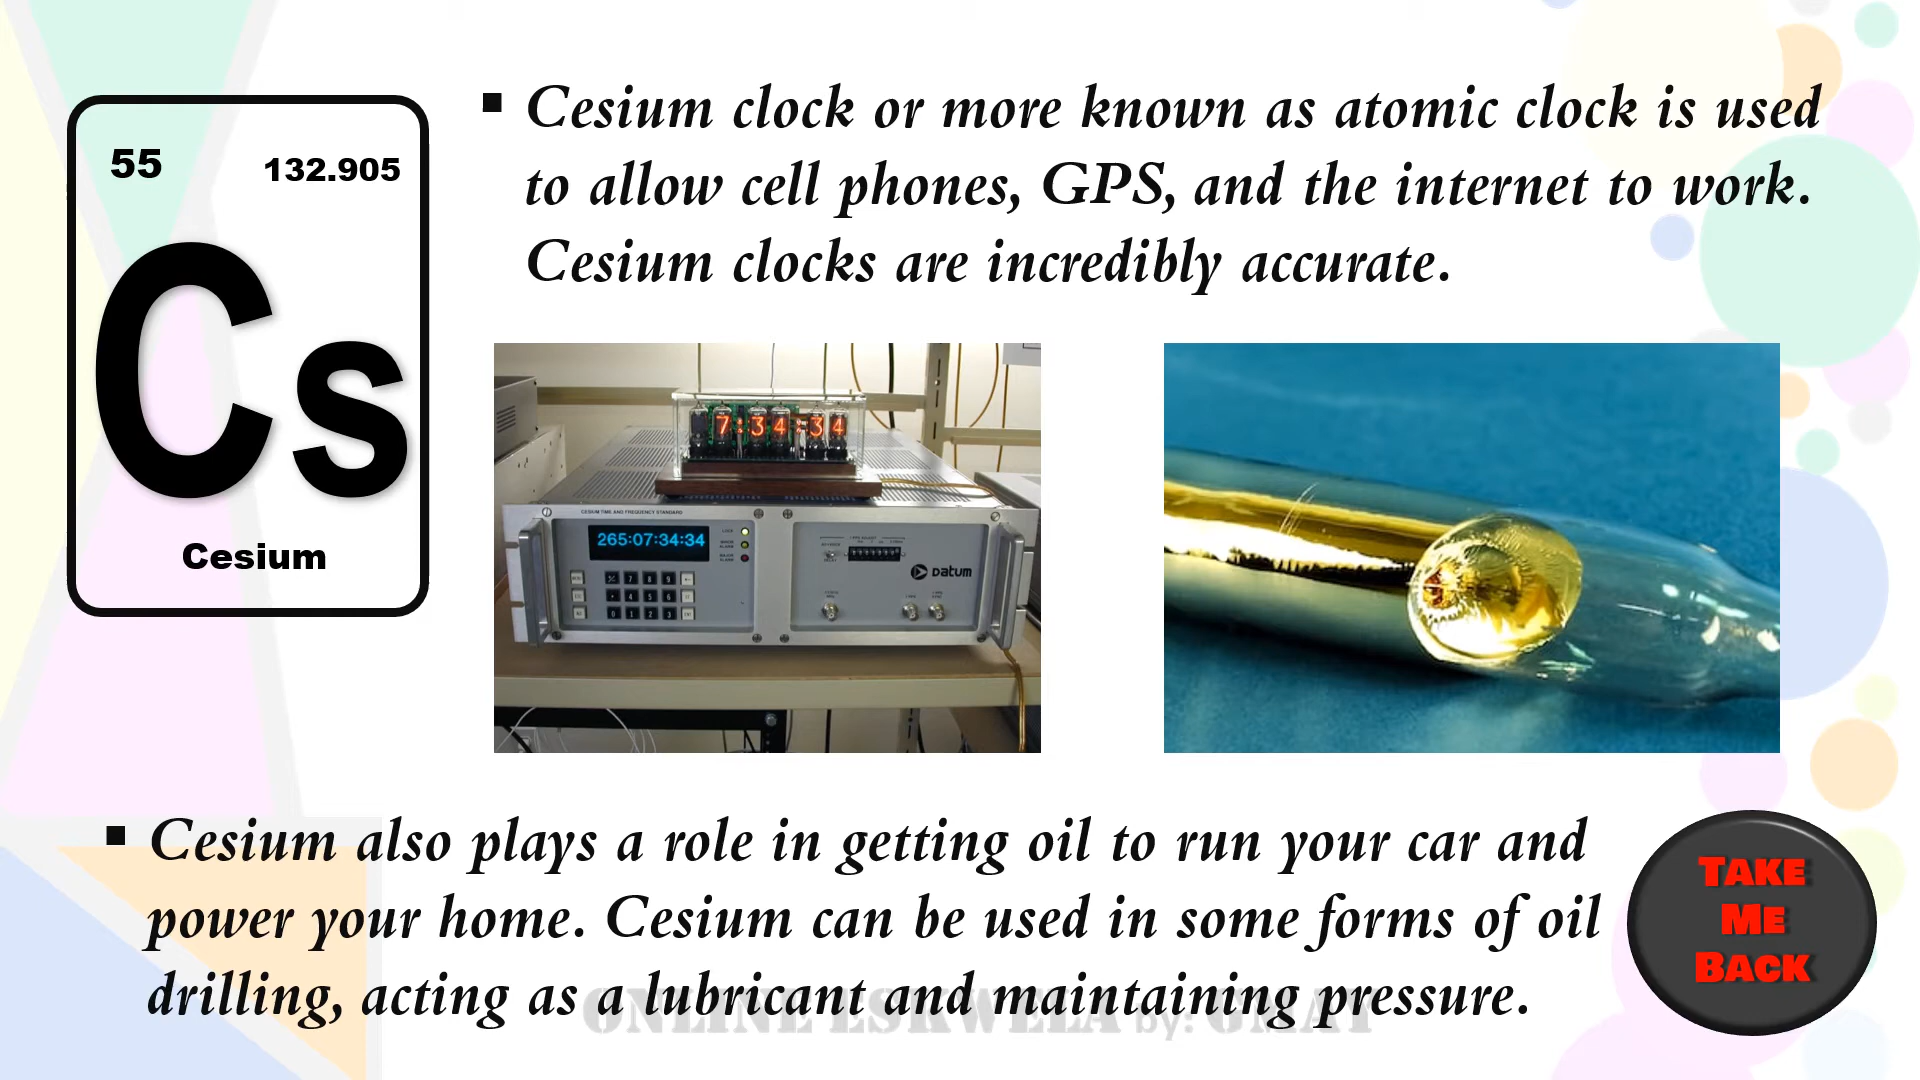 55 132.905
Cs
Cesium
▪ Cesium clock or more known as atomic clock is used
to allow cell phones, GPS, and the internet to work.
Cesium clocks are incredibly accurate.
7:34:34
CESIUM TIME AND FREQUENCY STANDARD
265:07:34:34
DATUM
▪ Cesium also plays a role in getting oil to run your car and
power your home. Cesium can be used in some forms of oil
drilling, acting as a lubricant and maintaining pressure.
TAKE
ME
BACK
ONLINE ESKWELA by: GMAT